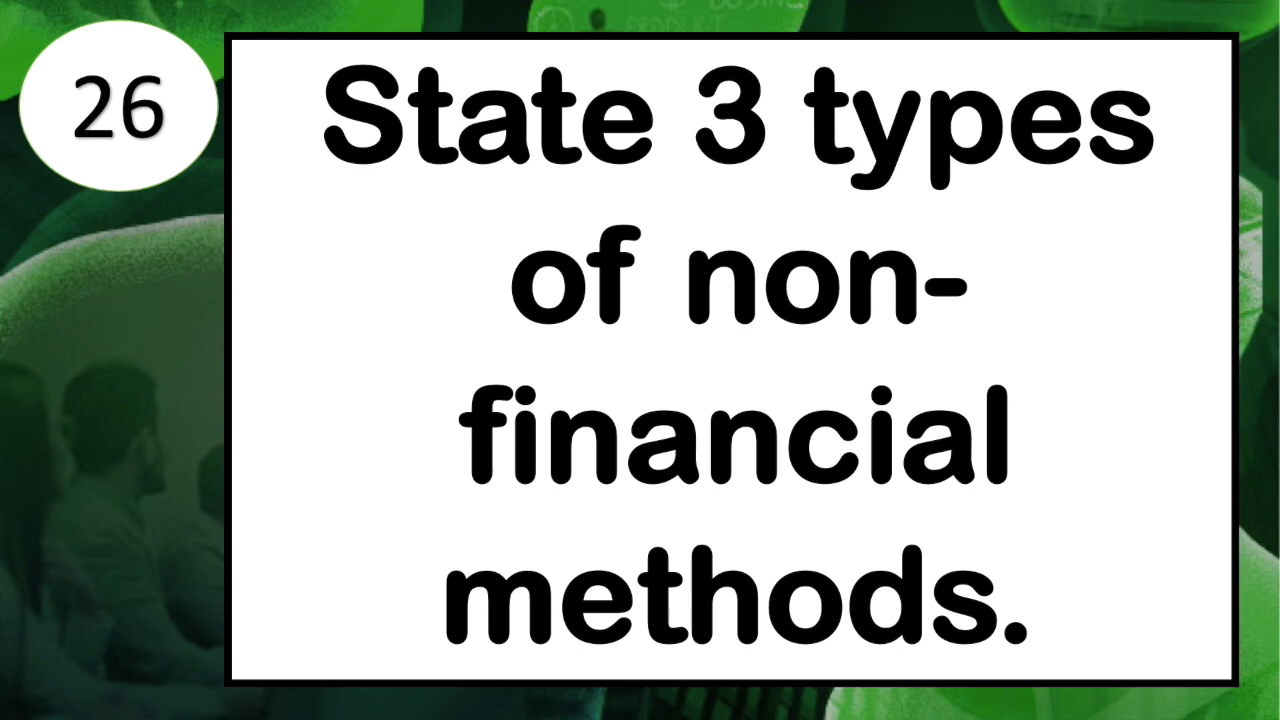 26
State 3 types
of non-
financial
methods.